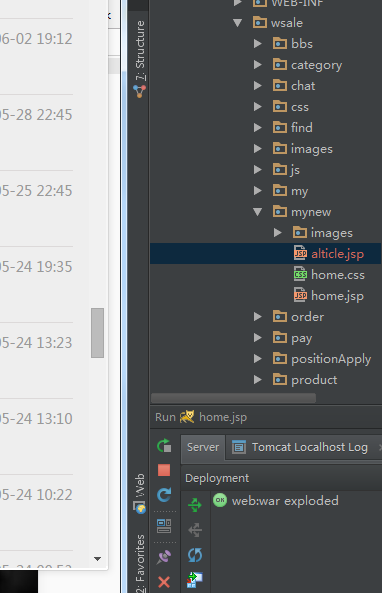 06-02 19:12
05-28 22:45
05-25 22:45
05-24 19:35
05-24 13:23
05-24 13:10
05-24 10:22
7: Structure
Web
2: Favorites
WEB-INF
wsale
bbs
category
chat
css
find
images
js
my
mynew
images
alticle.jsp
home.css
home.jsp
order
pay
positionApply
product
Run home.jsp
Server Tomcat Localhost Log
Deployment
web:war exploded